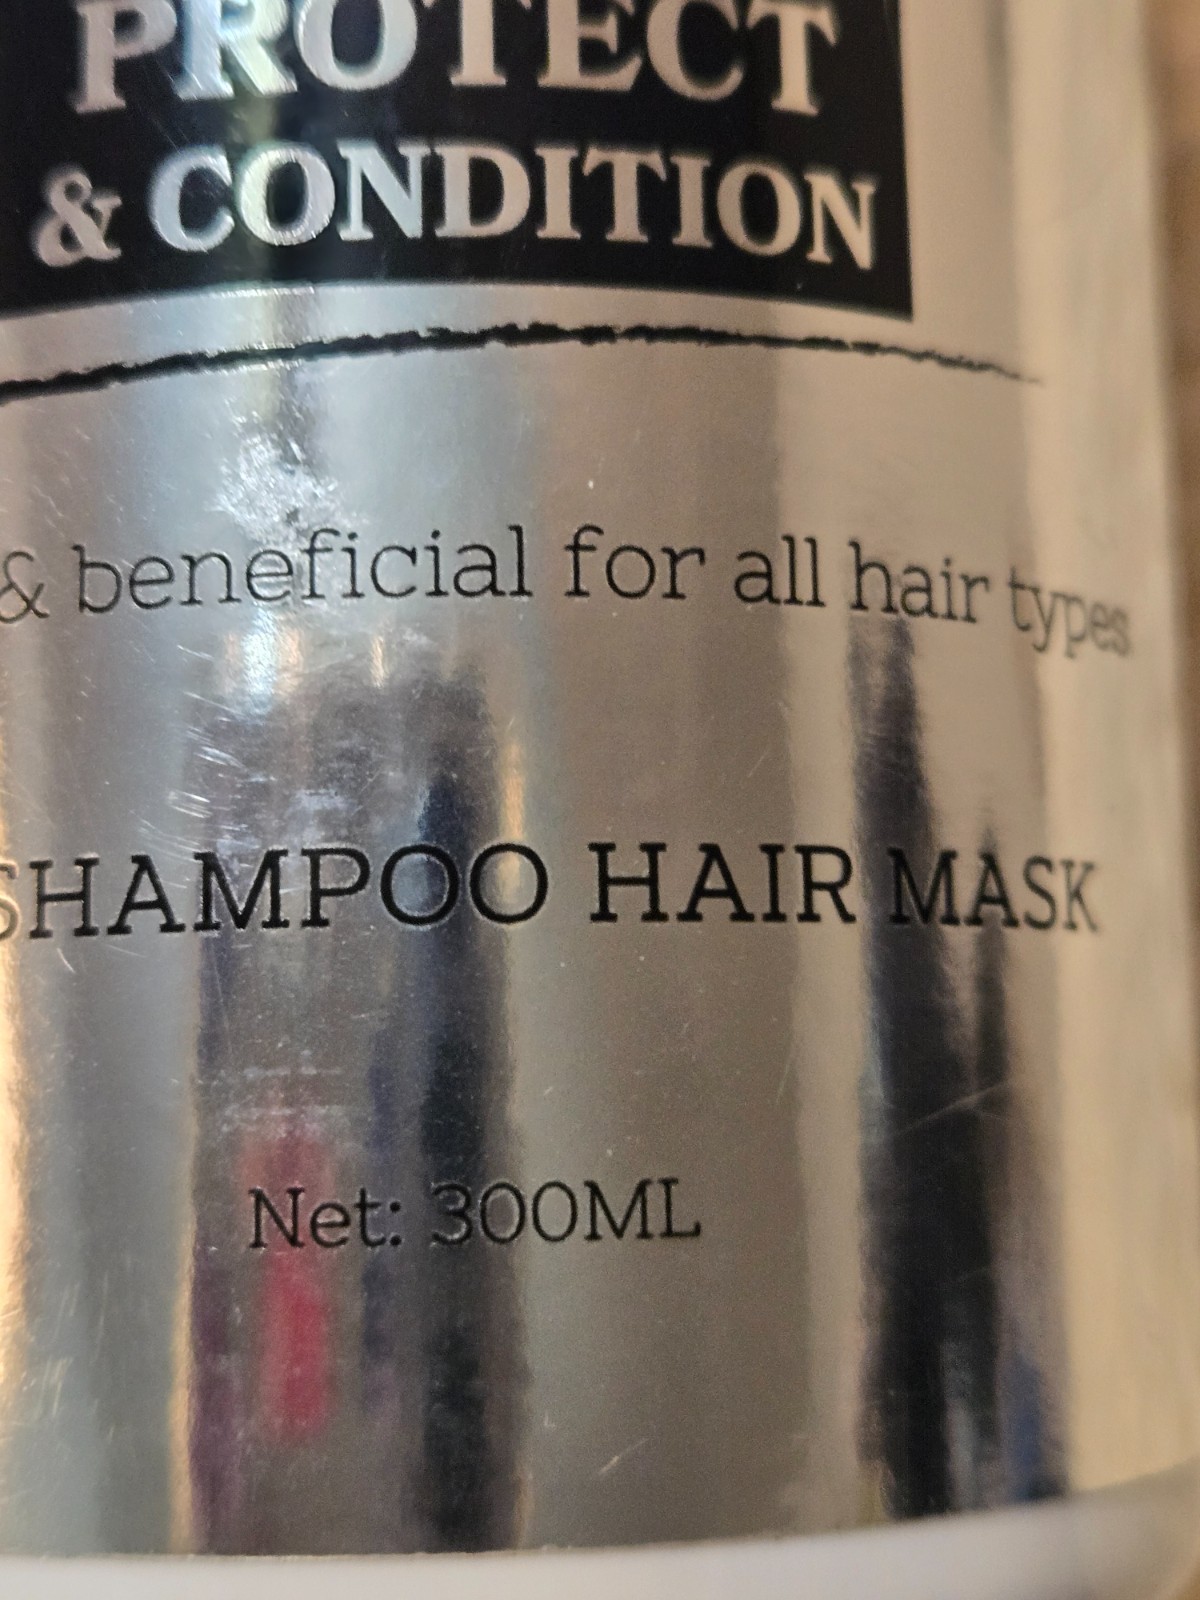 PROTECT
& CONDITION
& beneficial for all hair types
SHAMPOO HAIR MASK
Net: 300ML